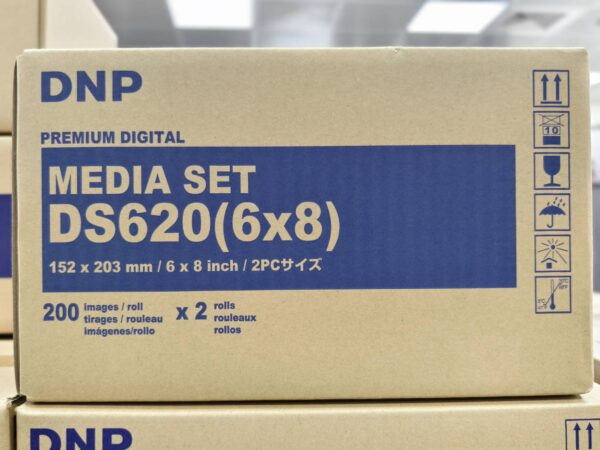 DNP
PREMIUM DIGITAL
MEDIA SET
DS620(6x8)
152 x 203 mm / 6 x 8 inch / 2PCサイズ
200 images / roll x 2 rolls
tirages / rouleau rouleaux
imágenes/rollo rollos
10
DNP